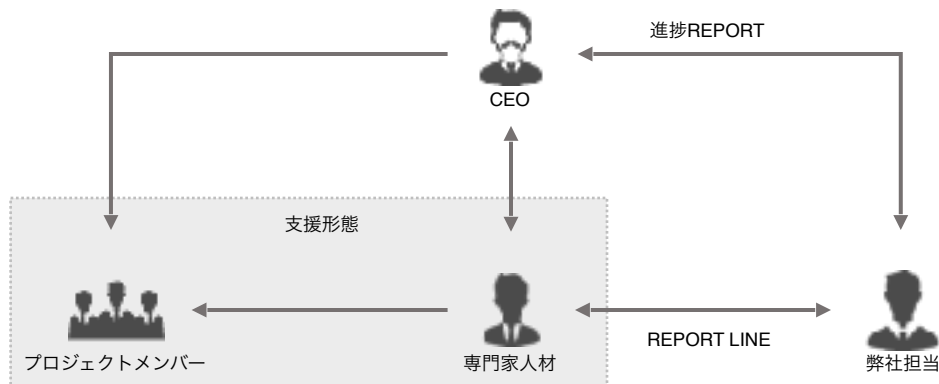 進捗REPORT
CEO
支援形態
REPORT LINE
プロジェクトメンバー
専門家人材
弊社担当